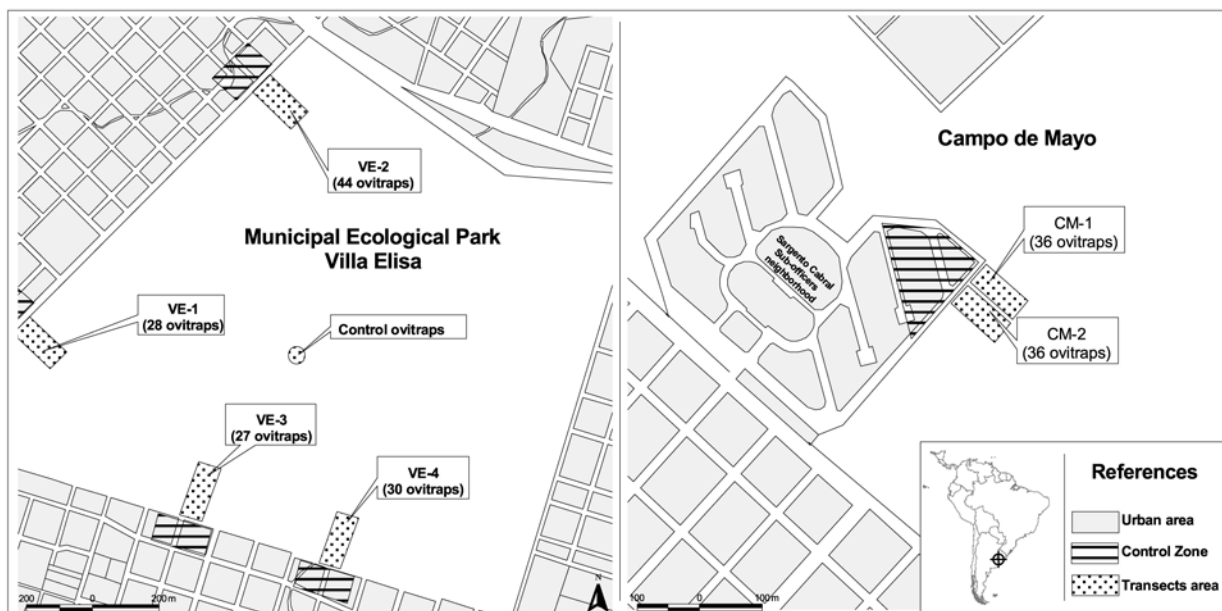 VE-2
(44 ovitraps)
Municipal Ecological Park
Villa Elisa
VE-1
(28 ovitraps)
Control ovitraps
VE-3
(27 ovitraps)
VE-4
(30 ovitraps)
200
0
200m
N
Campo de Mayo
Sargento Cabral
Sub-officers
neighborhood
CM-1
(36 ovitraps)
CM-2
(36 ovitraps)
100
0
100m
References
Urban area
Control Zone
Transects area